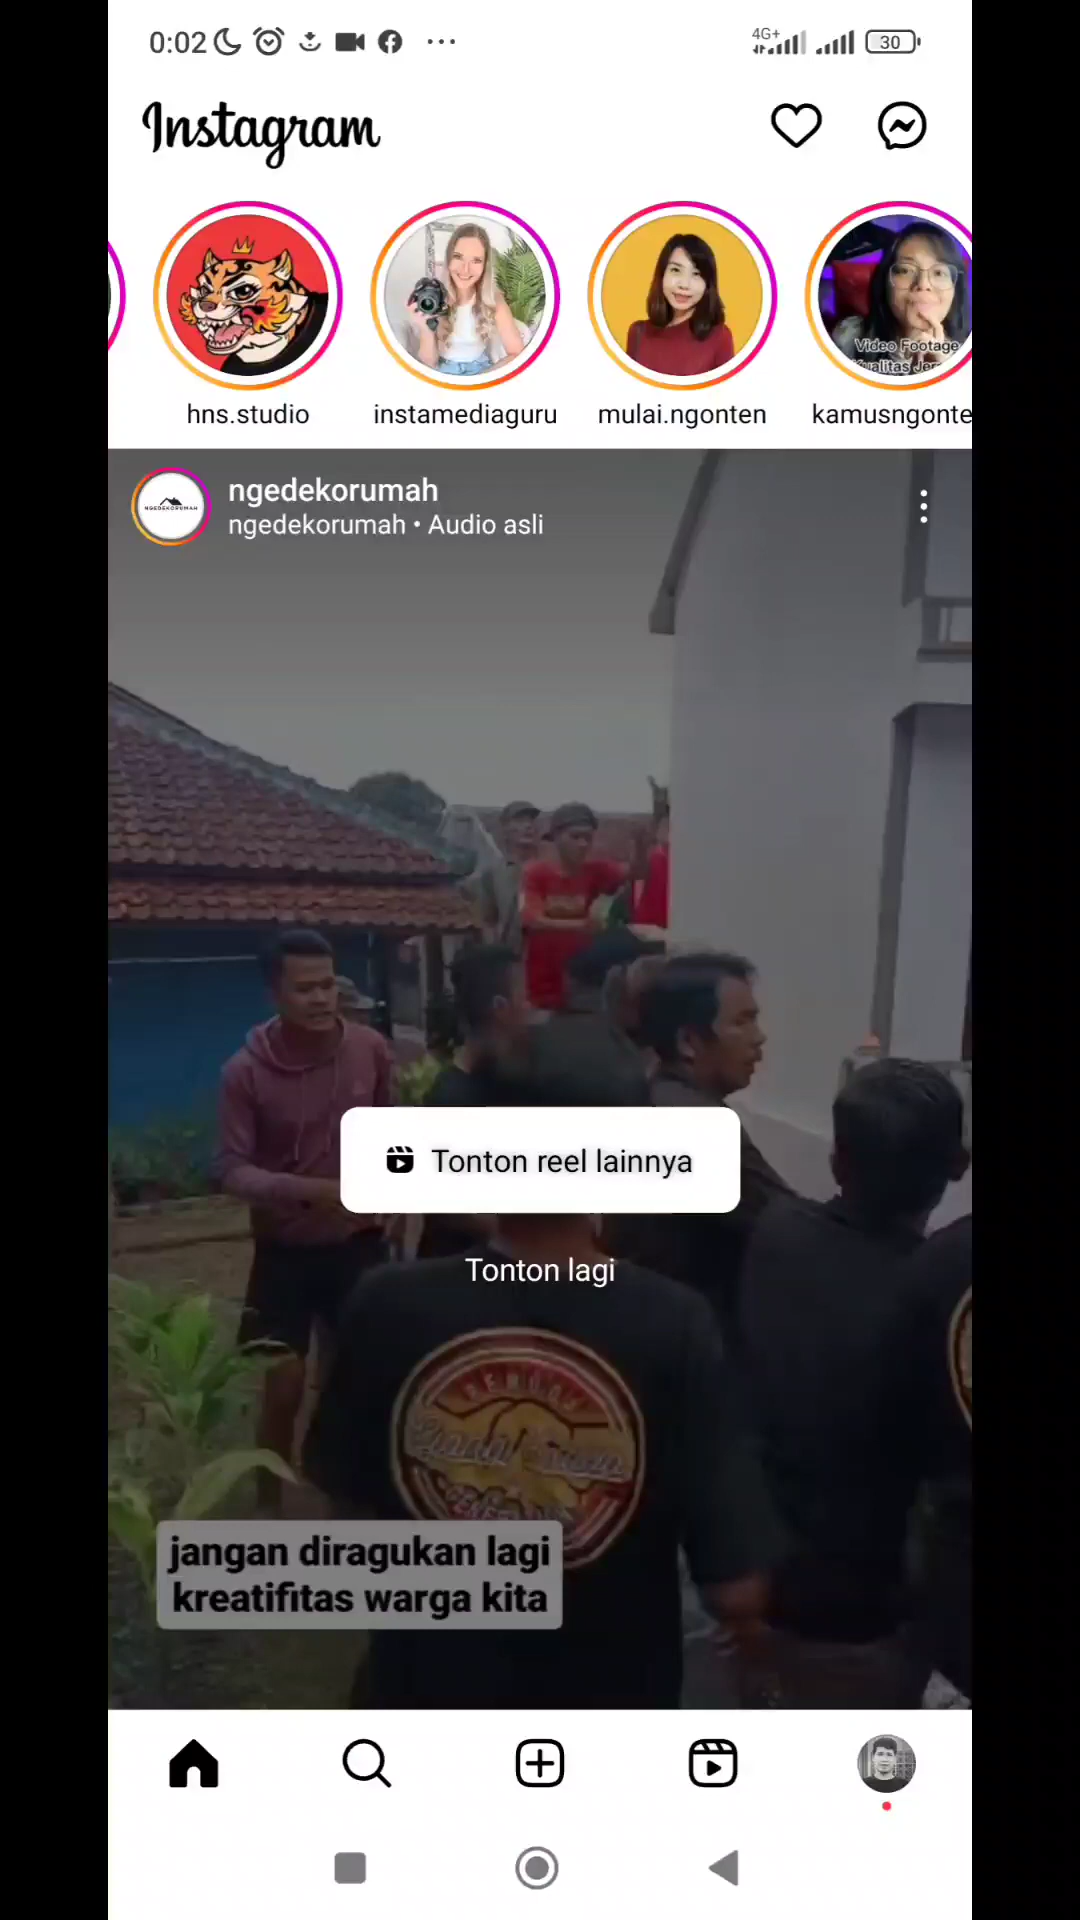 0:02
4G+
30
Instagram
hns.studio
instamediaguru
mulai.ngonten
Video Footage
kamusngonte
NGEDEKORUMAH
ngedekorumah
ngedekorumah • Audio asli
Tonton reel lainnya
Tonton lagi
jangan diragukan lagi
kreatifitas warga kita